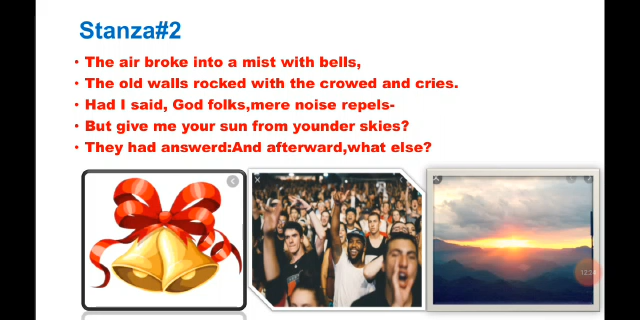 Stanza#2
• The air broke into a mist with bells,
• The old walls rocked with the crowed and cries.
• Had I said, God folks,mere noise repels-
• But give me your sun from younder skies?
• They had answerd:And afterward,what else?
12:24